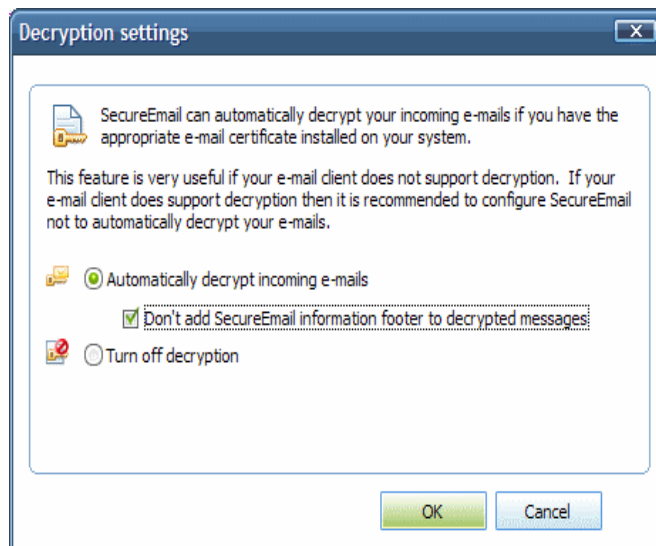 Decryption settings
SecureEmail can automatically decrypt your incoming e-mails if you have the
appropriate e-mail certificate installed on your system.
This feature is very useful if your e-mail client does not support decryption.  If your
e-mail client does support decryption then it is recommended to configure SecureEmail
not to automatically decrypt your e-mails.
Automatically decrypt incoming e-mails
Don't add SecureEmail information footer to decrypted messages
Turn off decryption
OK Cancel